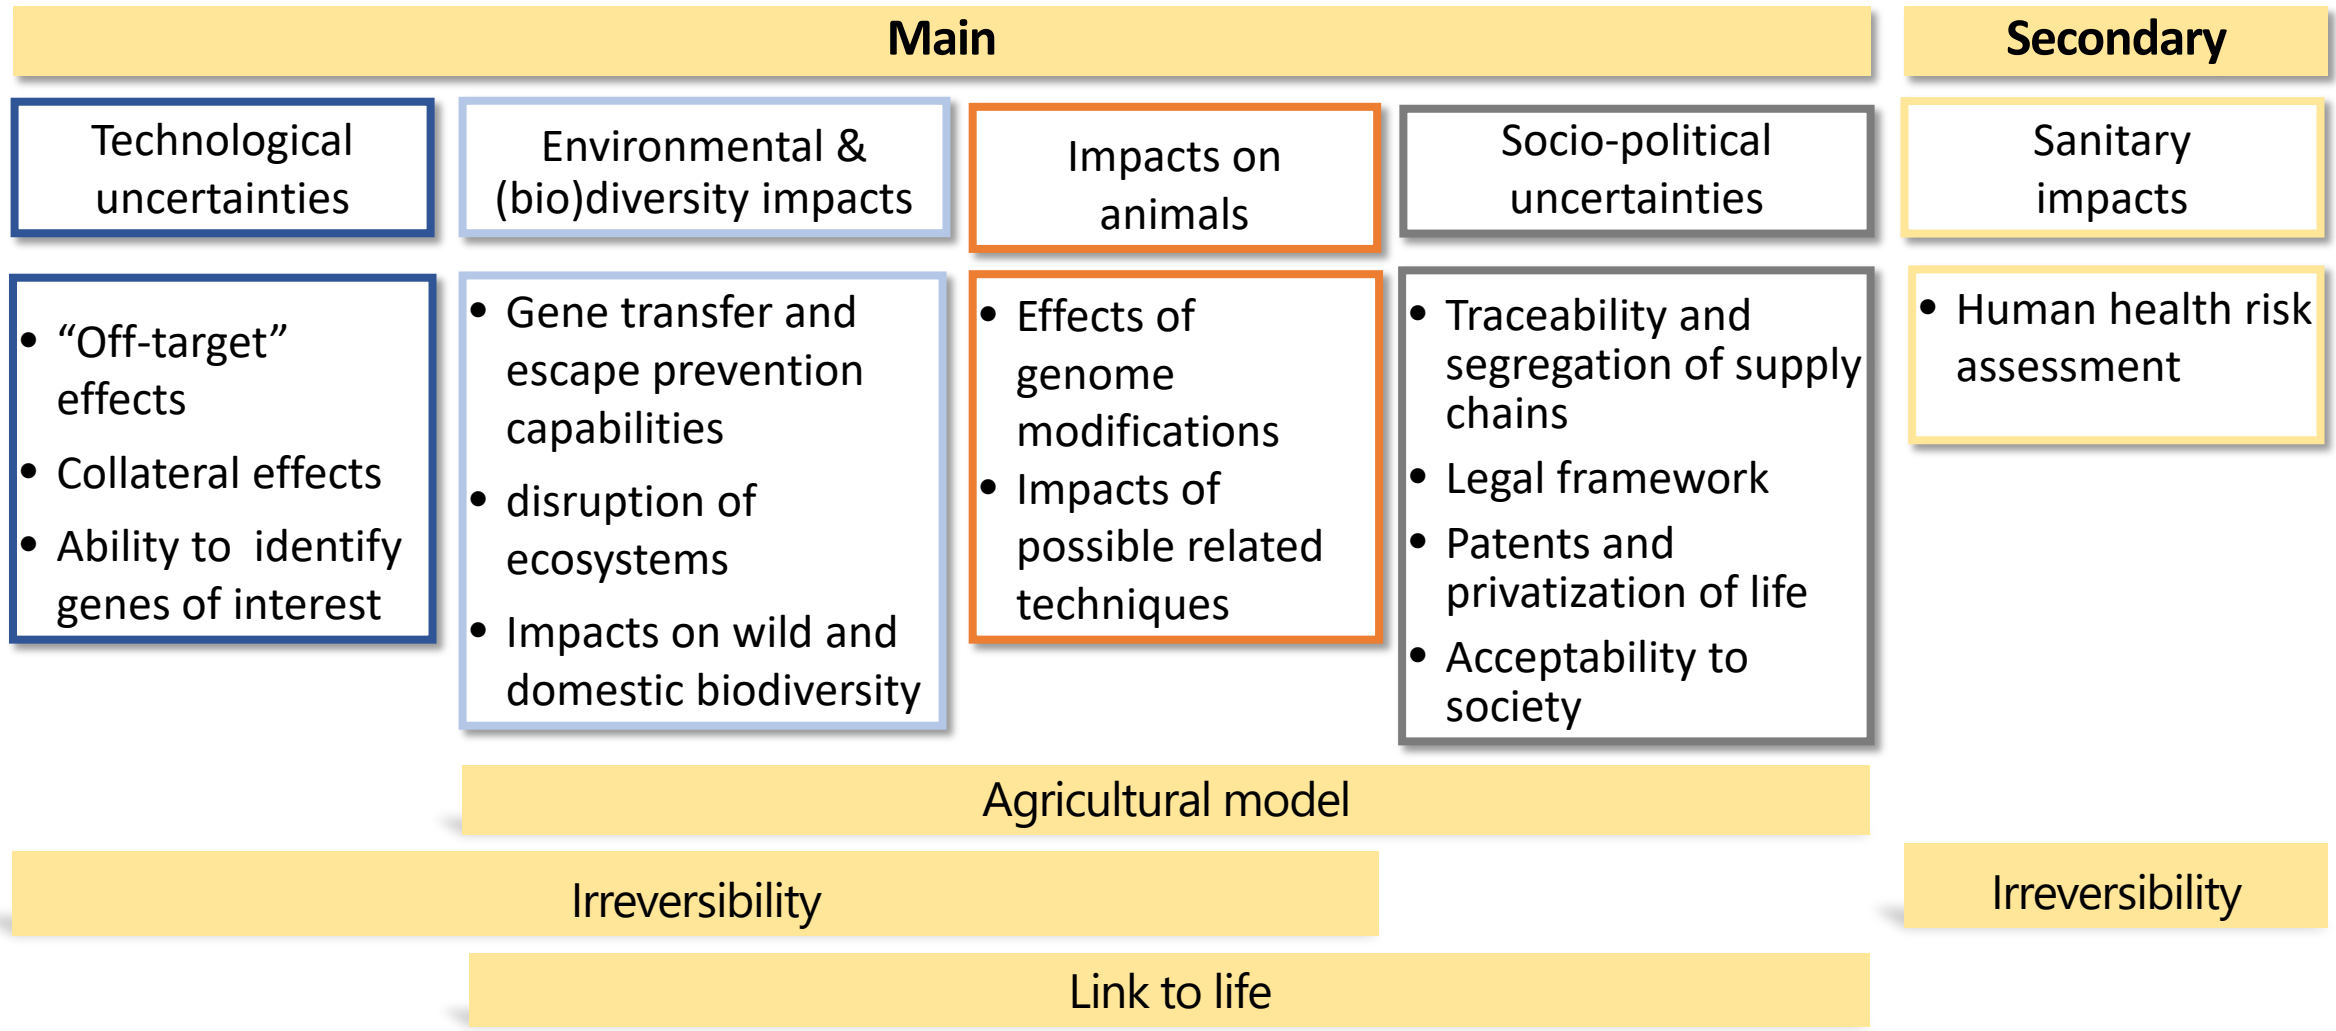 Main
Secondary
Technological
uncertainties
Environmental &
(bio)diversity impacts
Impacts on
animals
Socio-political
uncertainties
Sanitary
impacts
• “Off-target”
effects
• Collateral effects
• Ability to  identify
genes of interest
• Gene transfer and
escape prevention
capabilities
• disruption of
ecosystems
• Impacts on wild and
domestic biodiversity
• Effects of
genome
modifications
• Impacts of
possible related
techniques
• Traceability and
segregation of supply
chains
• Legal framework
• Patents and
privatization of life
• Acceptability to
society
• Human health risk
assessment
Agricultural model
Irreversibility
Irreversibility
Link to life